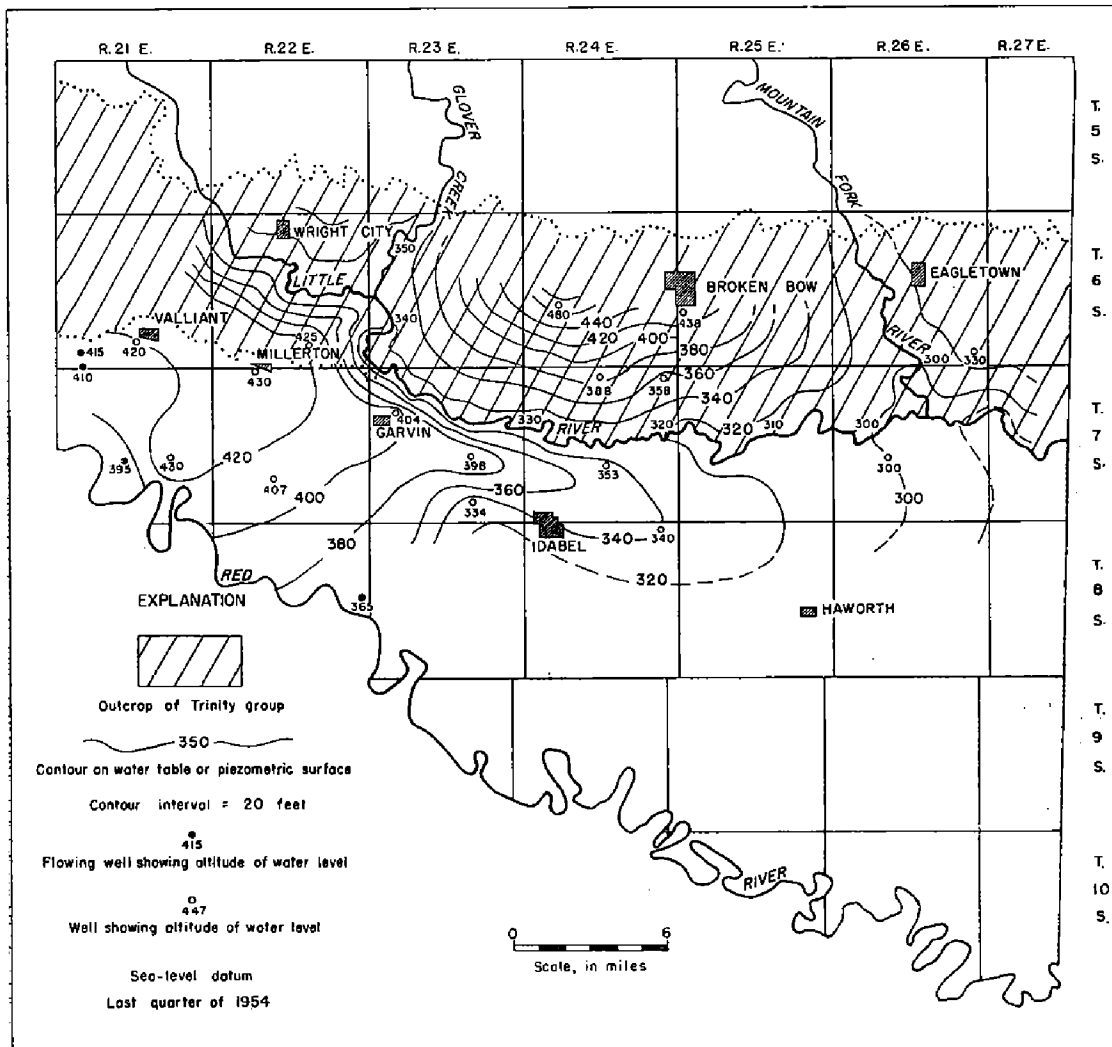 R.21 E. R.22 E. R.23 E. R.24 E. R.25 E. R.26 E. R.27 E.
T.
5
S.
GLOVER
CREEK
MOUNTAIN
FORK
WRIGHT CITY
350
LITTLE
EAGLETOWN
BROKEN BOW
T.
6
S.
480
440
438
420
400
VALLIANT
340
RIVER
425
380
415
420
MILLERTON
330
300
410
430
360
388
358
340
404
GARVIN
330
RIVER
320
320
310
300
T.
7
S.
395
430
420
398
353
300
407
400
360
300
334
380
IDABEL
340
340
320
RED
365
T.
8
S.
HAWORTH
EXPLANATION
Outcrop of Trinity group
350
Contour on water table or piezometric surface
Contour interval = 20 feet
415
Flowing well showing altitude of water level
447
Well showing altitude of water level
Sea-level datum
Last quarter of 1954
T.
9
S.
RIVER
T.
10
S.
0 6
Scale, in miles